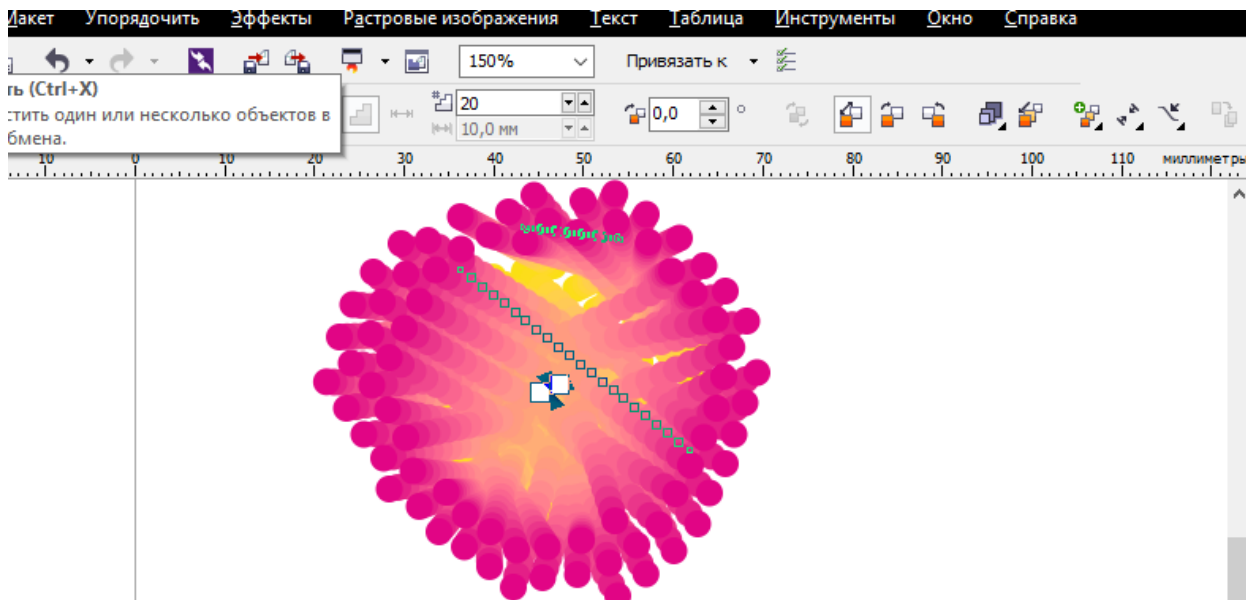 Макет Упорядочить Эффекты Растровые изображения Текст Таблица Инструменты Окно Справка
150% Привязать к
ть (Ctrl+X)
стить один или несколько объектов в
бмена.
20
10,0 мм
0,0 °
10 0 10 20 30 40 50 60 70 80 90 100 110 миллиметры